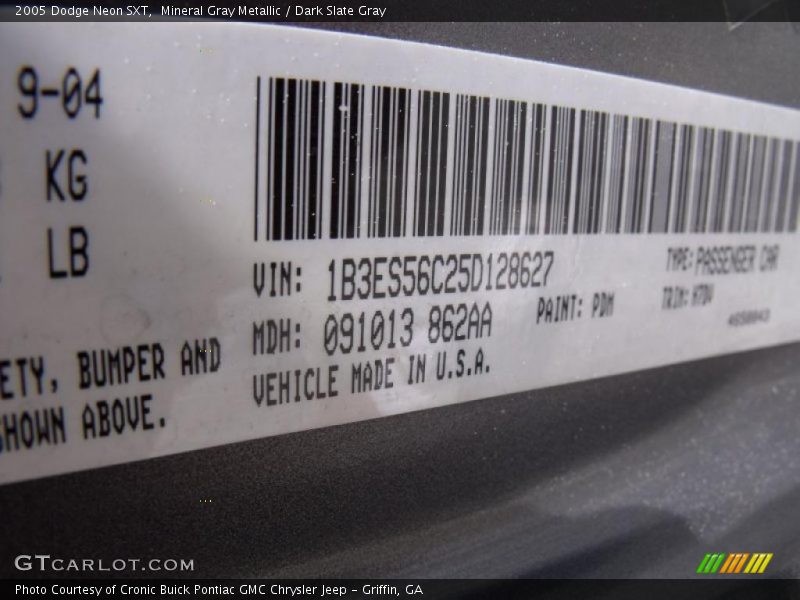 2005 Dodge Neon SXT,  Mineral Gray Metallic / Dark Slate Gray
9-04
KG
LB
ETY, BUMPER AND
SHOWN ABOVE.
VIN: 1B3ES56C25D128627
MDH: 091013 862AA
VEHICLE MADE IN U.S.A.
PAINT: PDM
TYPE: PASSENGER CAR
TRIM:
GTCARLOT.COM
Photo Courtesy of Cronic Buick Pontiac GMC Chrysler Jeep - Griffin, GA